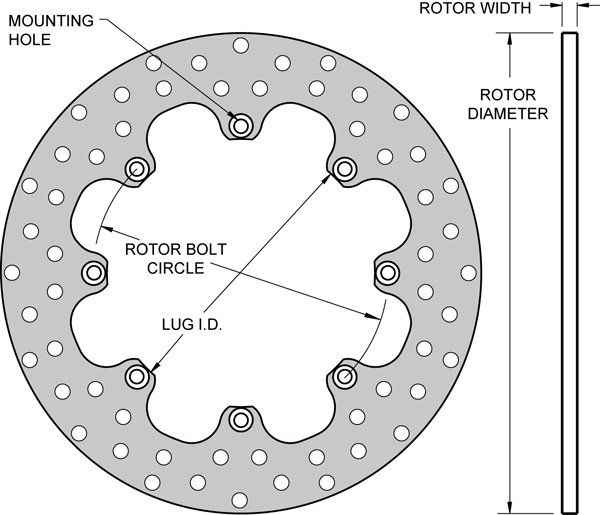 MOUNTING
HOLE
ROTOR WIDTH
ROTOR
DIAMETER
ROTOR BOLT
CIRCLE
LUG I.D.